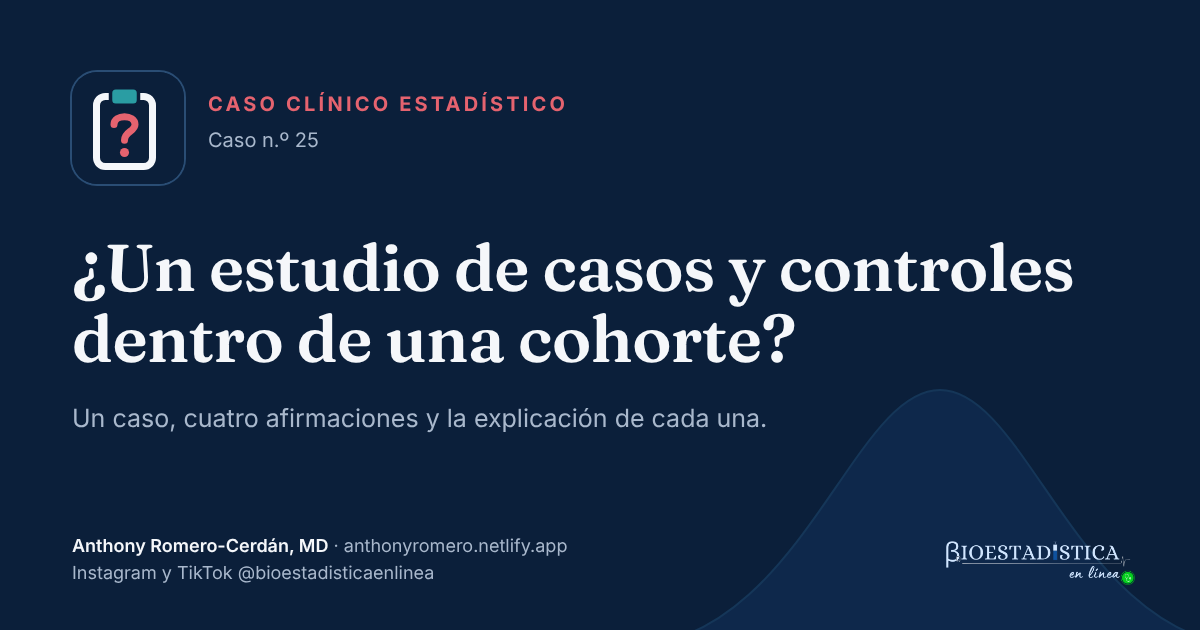 ?
CASO CLÍNICO ESTADÍSTICO
Caso n.º 25
¿Un estudio de casos y controles
dentro de una cohorte?
Un caso, cuatro afirmaciones y la explicación de cada una.
Anthony Romero-Cerdán, MD · anthonyromero.netlify.app
Instagram y TikTok @bioestadisticaenlinea
βIOESTADÍSTICA
en línea